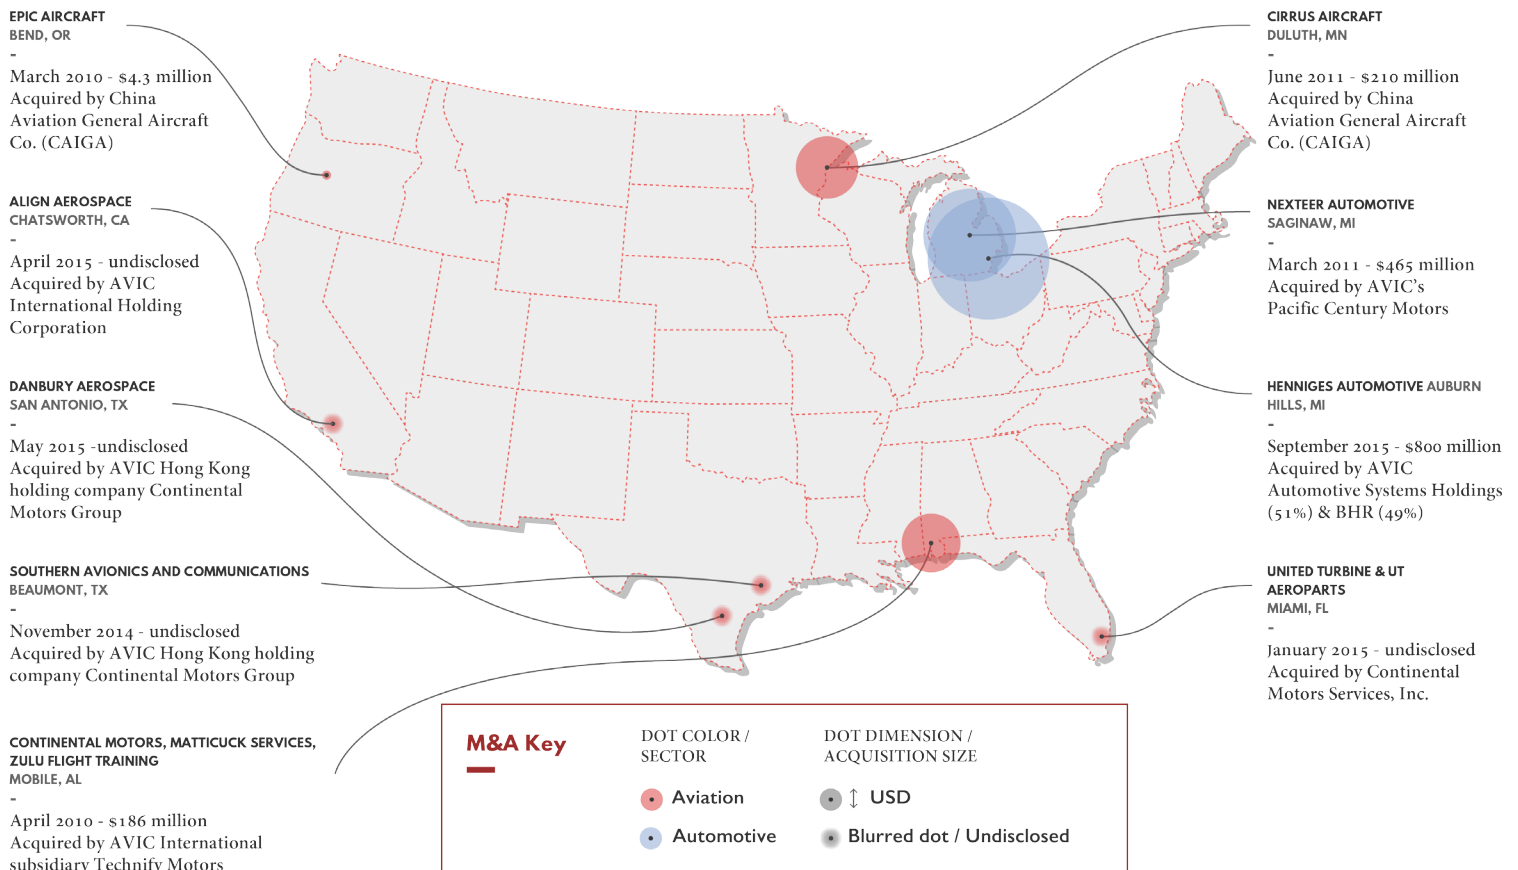 EPIC AIRCRAFT
BEND, OR
-
March 2010 - $4.3 million
Acquired by China
Aviation General Aircraft
Co. (CAIGA)
ALIGN AEROSPACE
CHATSWORTH, CA
-
April 2015 - undisclosed
Acquired by AVIC
International Holding
Corporation
DANBURY AEROSPACE
SAN ANTONIO, TX
-
May 2015 -undisclosed
Acquired by AVIC Hong Kong
holding company Continental
Motors Group
SOUTHERN AVIONICS AND COMMUNICATIONS
BEAUMONT, TX
-
November 2014 - undisclosed
Acquired by AVIC Hong Kong holding
company Continental Motors Group
CONTINENTAL MOTORS, MATTICUCK SERVICES,
ZULU FLIGHT TRAINING
MOBILE, AL
-
April 2010 - $186 million
Acquired by AVIC International
subsidiary Technify Motors
CIRRUS AIRCRAFT
DULUTH, MN
-
June 2011 - $210 million
Acquired by China
Aviation General Aircraft
Co. (CAIGA)
NEXTEER AUTOMOTIVE
SAGINAW, MI
-
March 2011 - $465 million
Acquired by AVIC's
Pacific Century Motors
HENNIGES AUTOMOTIVE AUBURN
HILLS, MI
-
September 2015 - $800 million
Acquired by AVIC
Automotive Systems Holdings
(51%) & BHR (49%)
UNITED TURBINE & UT
AEROPARTS
MIAMI, FL
-
January 2015 - undisclosed
Acquired by Continental
Motors Services, Inc.
M&A Key
DOT COLOR /
SECTOR
Aviation
Automotive
DOT DIMENSION /
ACQUISITION SIZE
USD
Blurred dot / Undisclosed